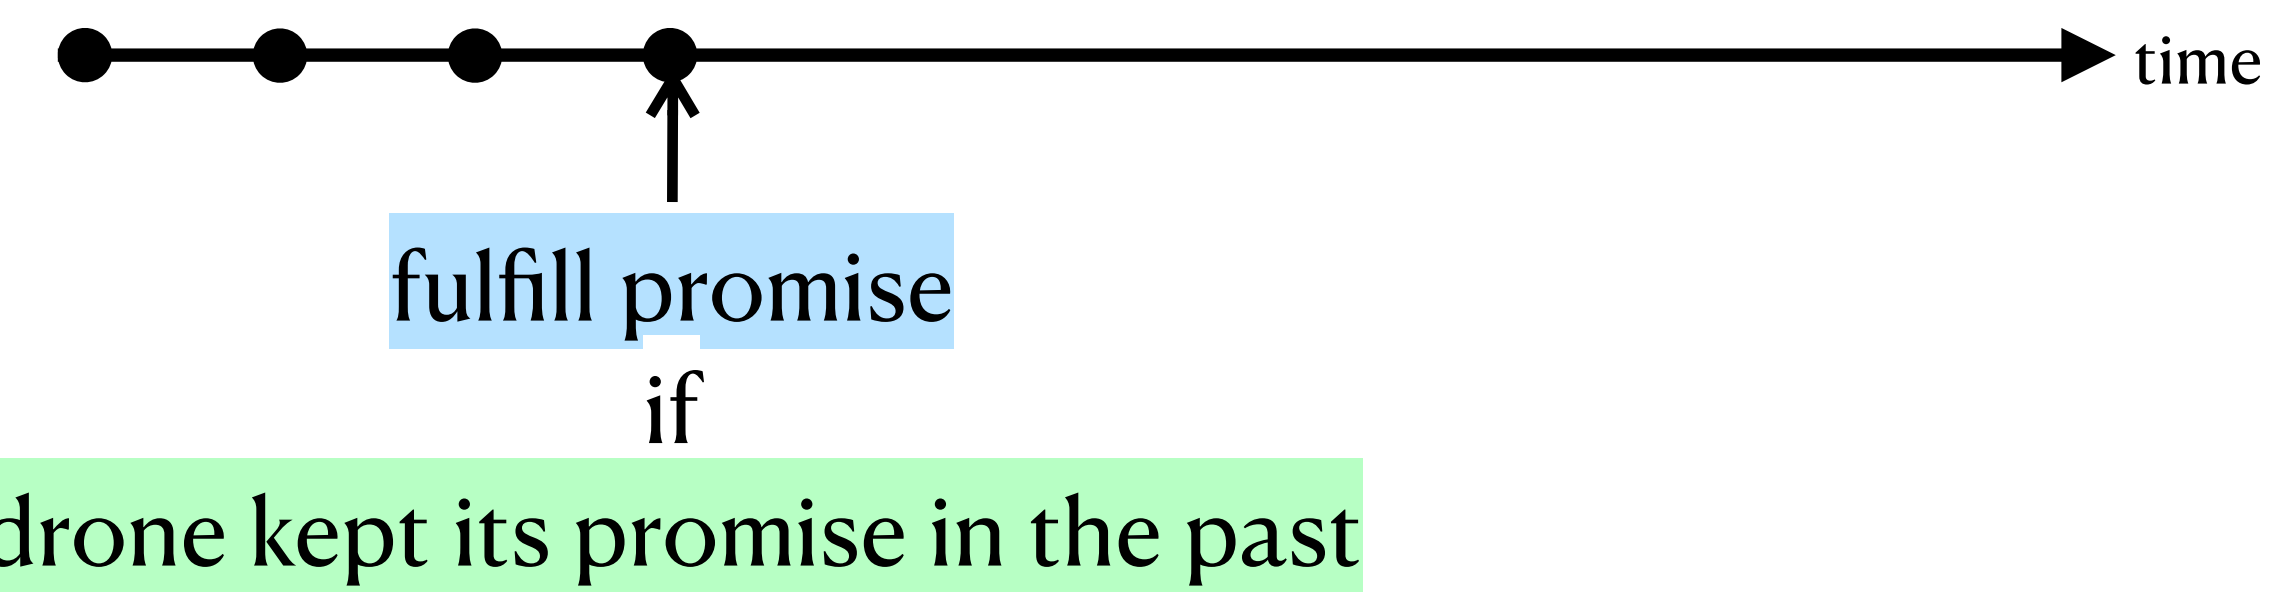 time
fulfill promise
if
drone kept its promise in the past